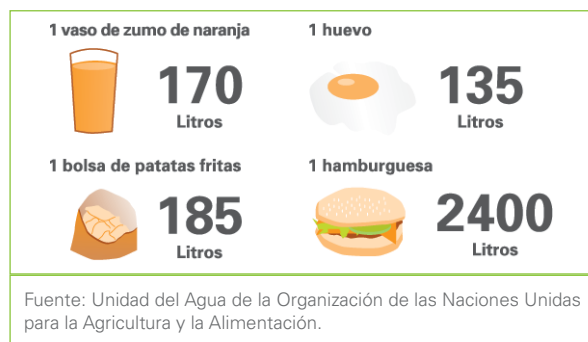 1 vaso de zumo de naranja
170
Litros
1 huevo
135
Litros
1 bolsa de patatas fritas
185
Litros
1 hamburguesa
2400
Litros
Fuente: Unidad del Agua de la Organización de las Naciones Unidas
para la Agricultura y la Alimentación.